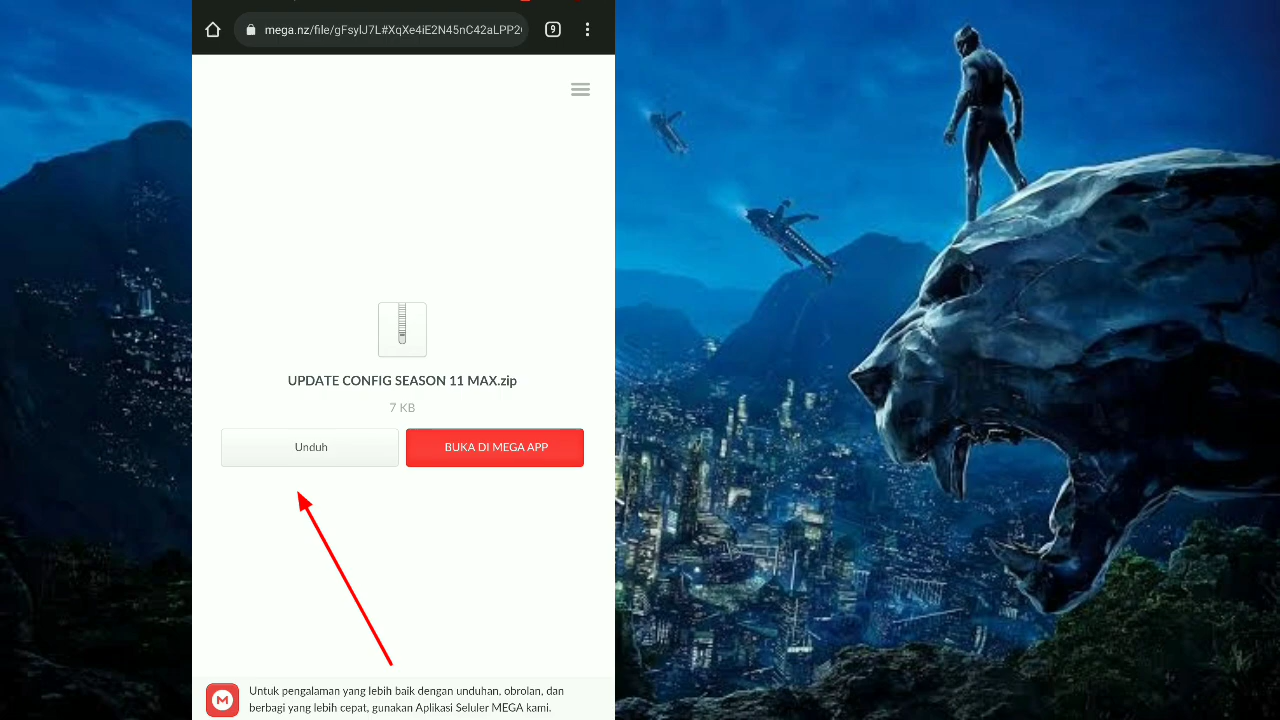 mega.nz/file/gFsylJ7L#XqXe4iE2N45nC42aLPP2
9
UPDATE CONFIG SEASON 11 MAX.zip
7 KB
Unduh
BUKA DI MEGA APP
M
Untuk pengalaman yang lebih baik dengan unduhan, obrolan, dan
berbagi yang lebih cepat, gunakan Aplikasi Seluler MEGA kami.